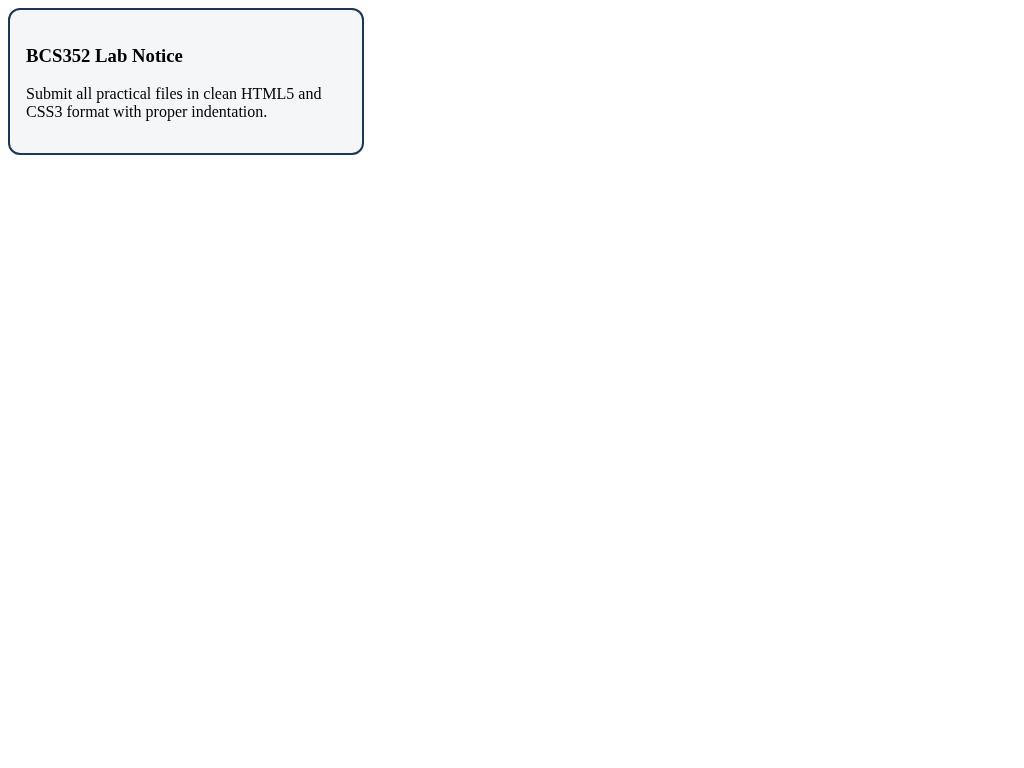 BCS352 Lab Notice
Submit all practical files in clean HTML5 and
CSS3 format with proper indentation.